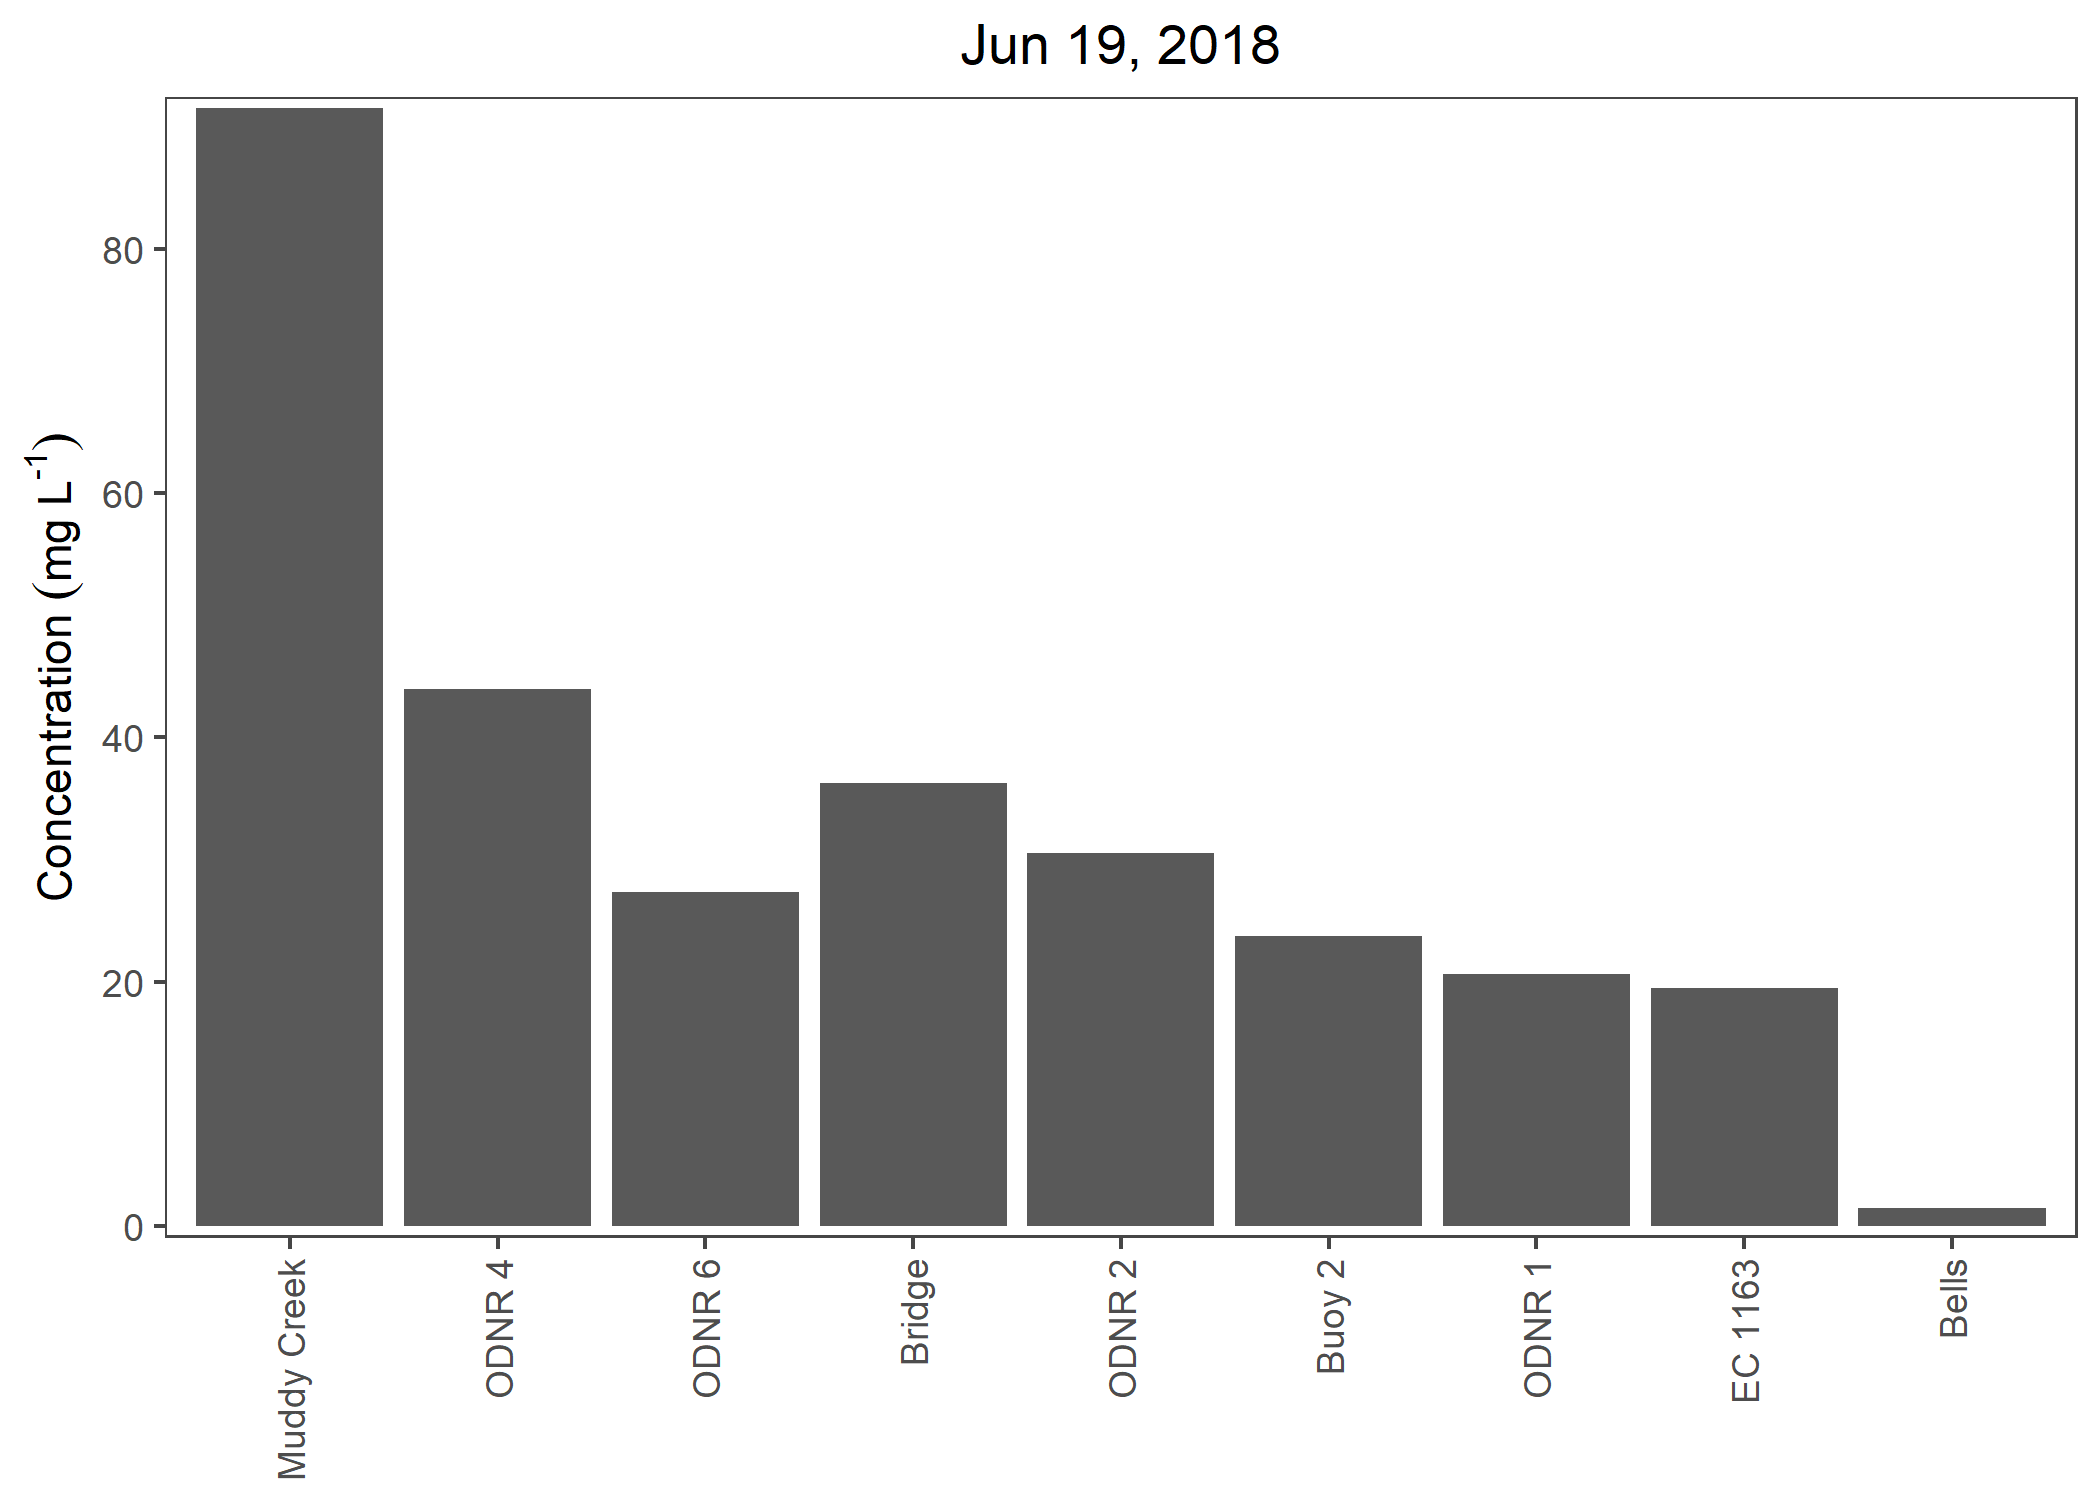 Jun 19, 2018
Concentration (mg L-1)
80
60
40
20
0
Muddy Creek
ODNR 4
ODNR 6
Bridge
ODNR 2
Buoy 2
ODNR 1
EC 1163
Bells